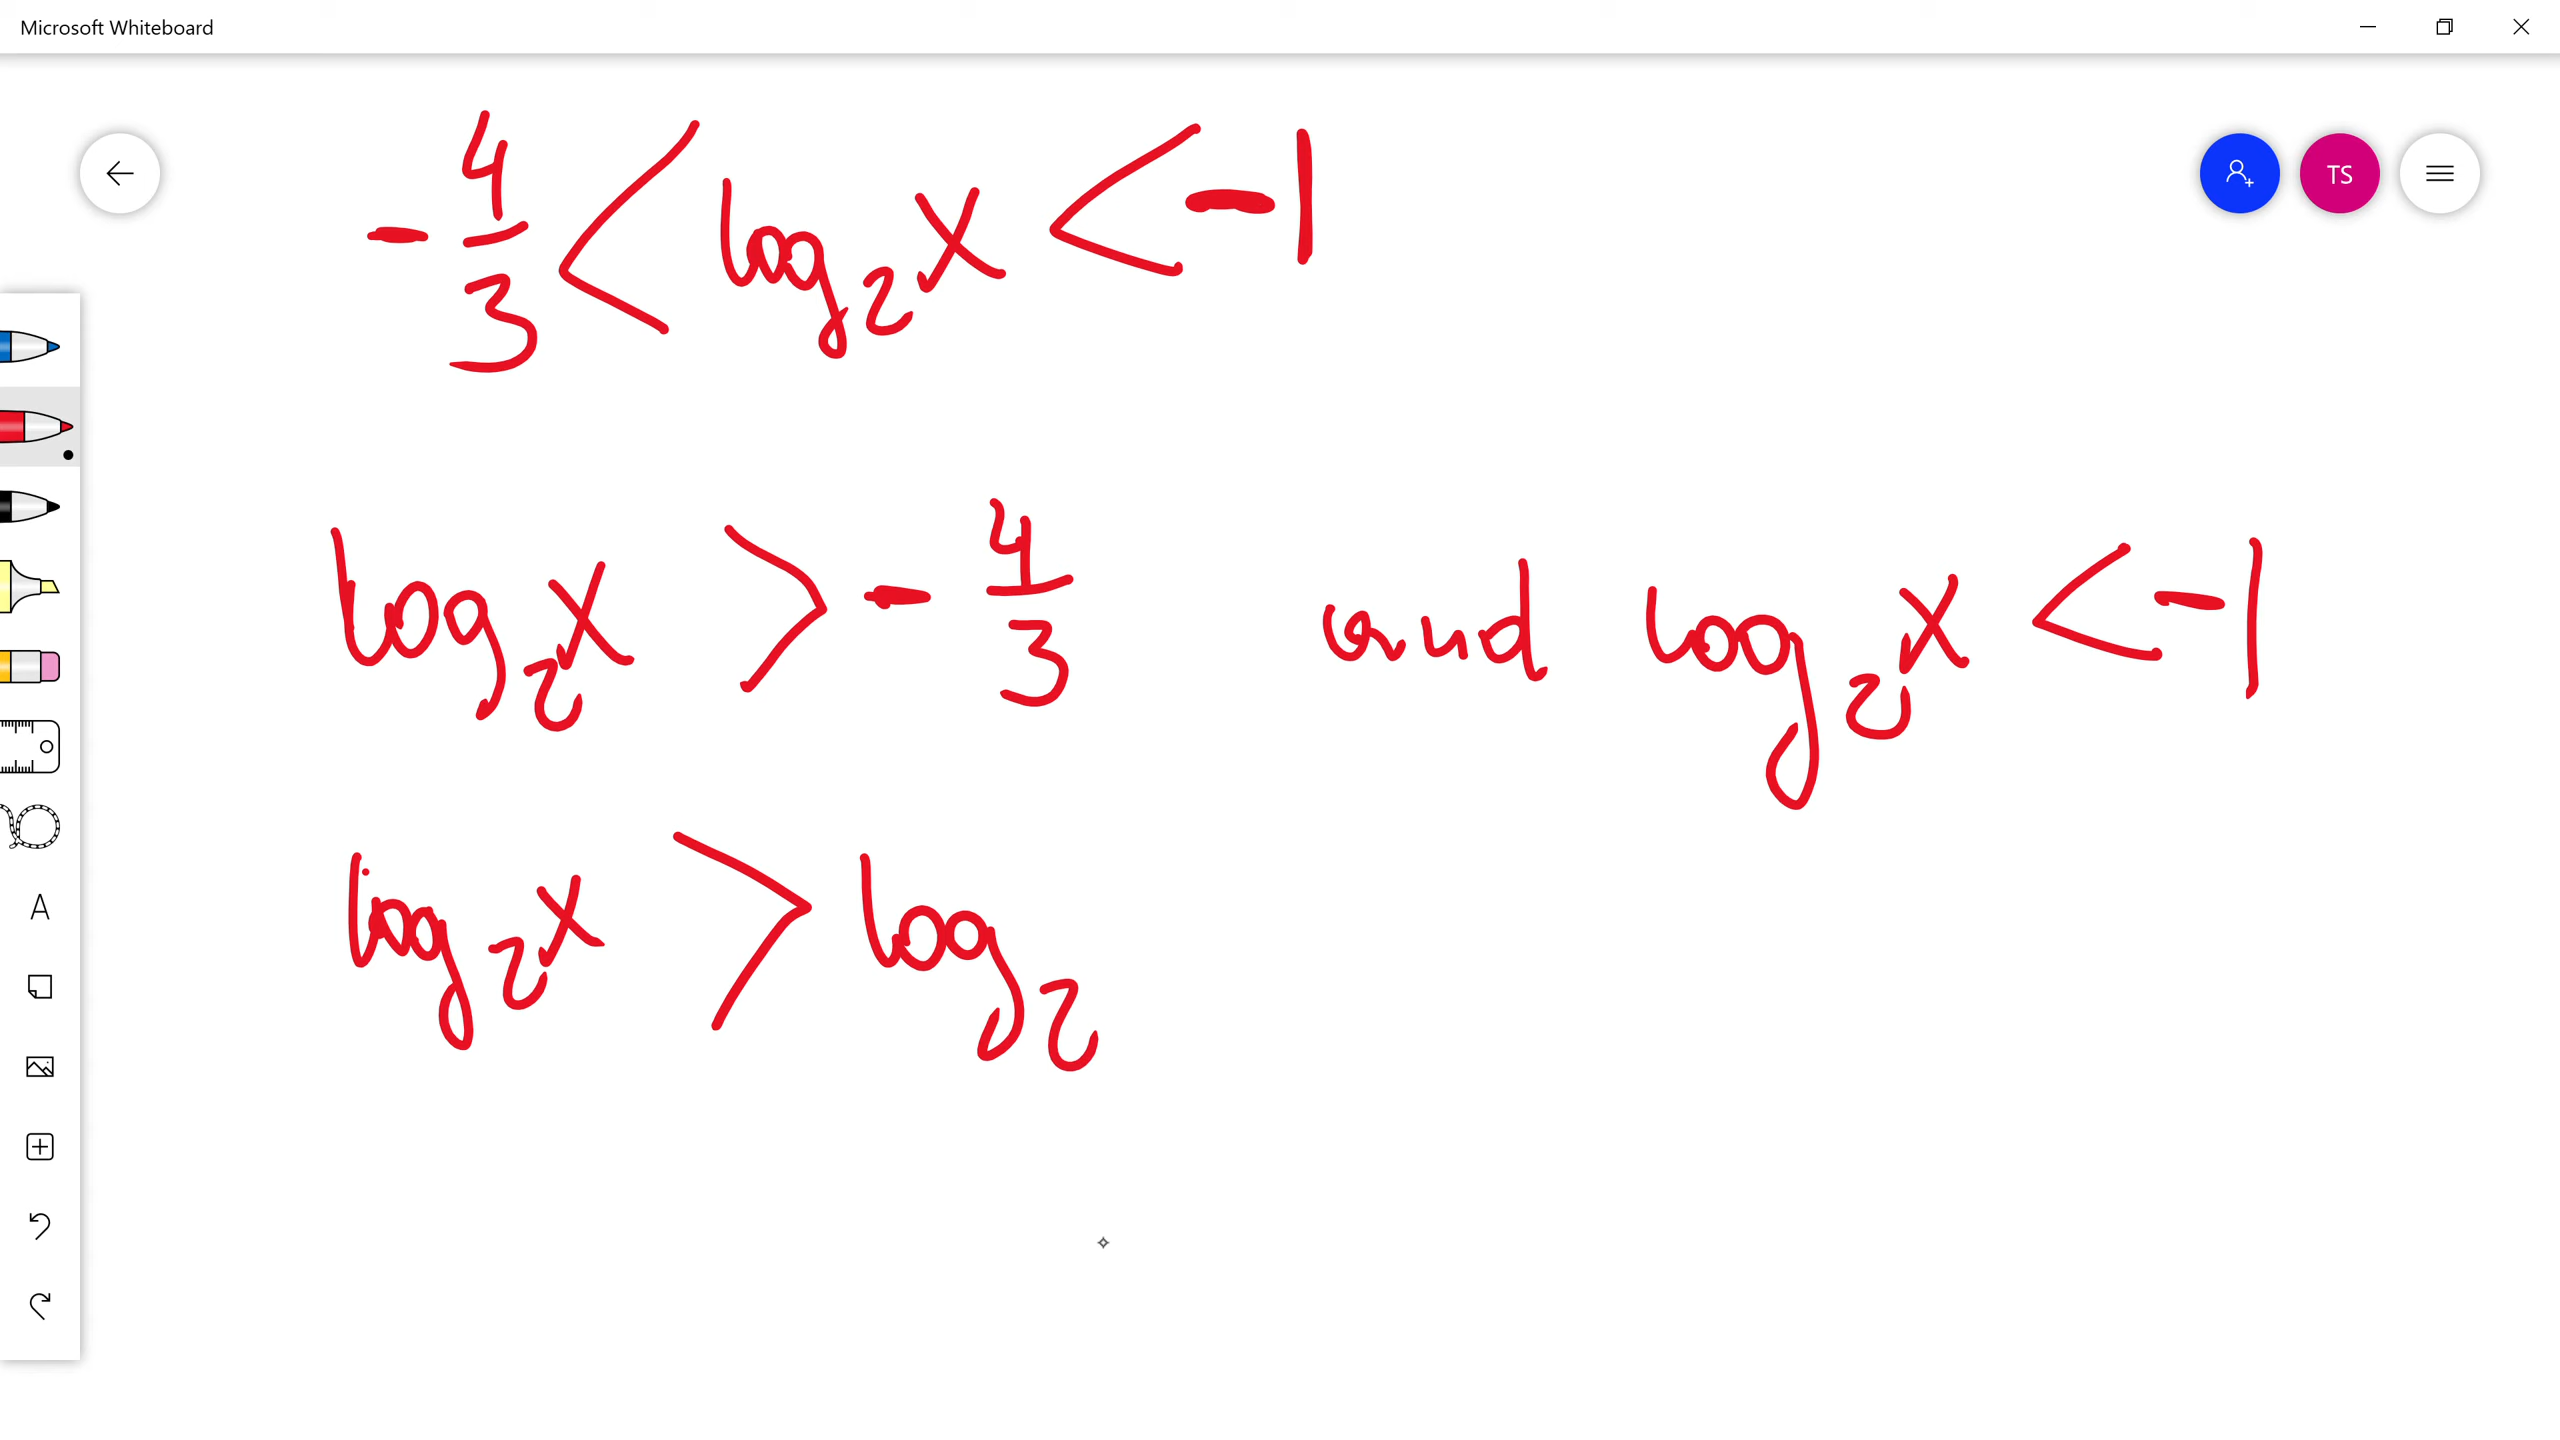 Microsoft Whiteboard
TS
-4/3 < log₂x < -1
log₂x > -4/3 and log₂x < -1
log₂x > log₂
A